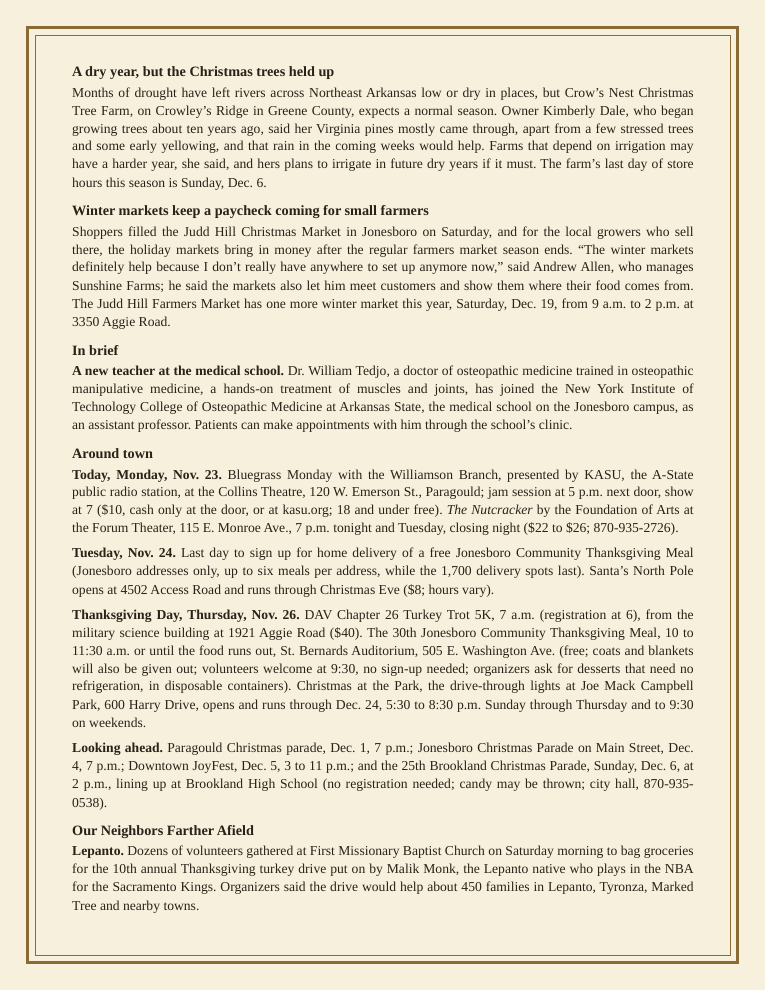 A dry year, but the Christmas trees held up
Months of drought have left rivers across Northeast Arkansas low or dry in places, but Crow’s Nest Christmas
Tree Farm, on Crowley’s Ridge in Greene County, expects a normal season. Owner Kimberly Dale, who began
growing trees about ten years ago, said her Virginia pines mostly came through, apart from a few stressed trees
and some early yellowing, and that rain in the coming weeks would help. Farms that depend on irrigation may
have a harder year, she said, and hers plans to irrigate in future dry years if it must. The farm’s last day of store
hours this season is Sunday, Dec. 6.
Winter markets keep a paycheck coming for small farmers
Shoppers filled the Judd Hill Christmas Market in Jonesboro on Saturday, and for the local growers who sell
there, the holiday markets bring in money after the regular farmers market season ends. “The winter markets
definitely help because I don’t really have anywhere to set up anymore now,” said Andrew Allen, who manages
Sunshine Farms; he said the markets also let him meet customers and show them where their food comes from.
The Judd Hill Farmers Market has one more winter market this year, Saturday, Dec. 19, from 9 a.m. to 2 p.m. at
3350 Aggie Road.
In brief
A new teacher at the medical school. Dr. William Tedjo, a doctor of osteopathic medicine trained in osteopathic
manipulative medicine, a hands-on treatment of muscles and joints, has joined the New York Institute of
Technology College of Osteopathic Medicine at Arkansas State, the medical school on the Jonesboro campus, as
an assistant professor. Patients can make appointments with him through the school’s clinic.
Around town
Today, Monday, Nov. 23. Bluegrass Monday with the Williamson Branch, presented by KASU, the A-State
public radio station, at the Collins Theatre, 120 W. Emerson St., Paragould; jam session at 5 p.m. next door, show
at 7 ($10, cash only at the door, or at kasu.org; 18 and under free). The Nutcracker by the Foundation of Arts at
the Forum Theater, 115 E. Monroe Ave., 7 p.m. tonight and Tuesday, closing night ($22 to $26; 870-935-2726).
Tuesday, Nov. 24. Last day to sign up for home delivery of a free Jonesboro Community Thanksgiving Meal
(Jonesboro addresses only, up to six meals per address, while the 1,700 delivery spots last). Santa’s North Pole
opens at 4502 Access Road and runs through Christmas Eve ($8; hours vary).
Thanksgiving Day, Thursday, Nov. 26. DAV Chapter 26 Turkey Trot 5K, 7 a.m. (registration at 6), from the
military science building at 1921 Aggie Road ($40). The 30th Jonesboro Community Thanksgiving Meal, 10 to
11:30 a.m. or until the food runs out, St. Bernards Auditorium, 505 E. Washington Ave. (free; coats and blankets
will also be given out; volunteers welcome at 9:30, no sign-up needed; organizers ask for desserts that need no
refrigeration, in disposable containers). Christmas at the Park, the drive-through lights at Joe Mack Campbell
Park, 600 Harry Drive, opens and runs through Dec. 24, 5:30 to 8:30 p.m. Sunday through Thursday and to 9:30
on weekends.
Looking ahead. Paragould Christmas parade, Dec. 1, 7 p.m.; Jonesboro Christmas Parade on Main Street, Dec.
4, 7 p.m.; Downtown JoyFest, Dec. 5, 3 to 11 p.m.; and the 25th Brookland Christmas Parade, Sunday, Dec. 6, at
2 p.m., lining up at Brookland High School (no registration needed; candy may be thrown; city hall, 870-935-
0538).
Our Neighbors Farther Afield
Lepanto. Dozens of volunteers gathered at First Missionary Baptist Church on Saturday morning to bag groceries
for the 10th annual Thanksgiving turkey drive put on by Malik Monk, the Lepanto native who plays in the NBA
for the Sacramento Kings. Organizers said the drive would help about 450 families in Lepanto, Tyronza, Marked
Tree and nearby towns.